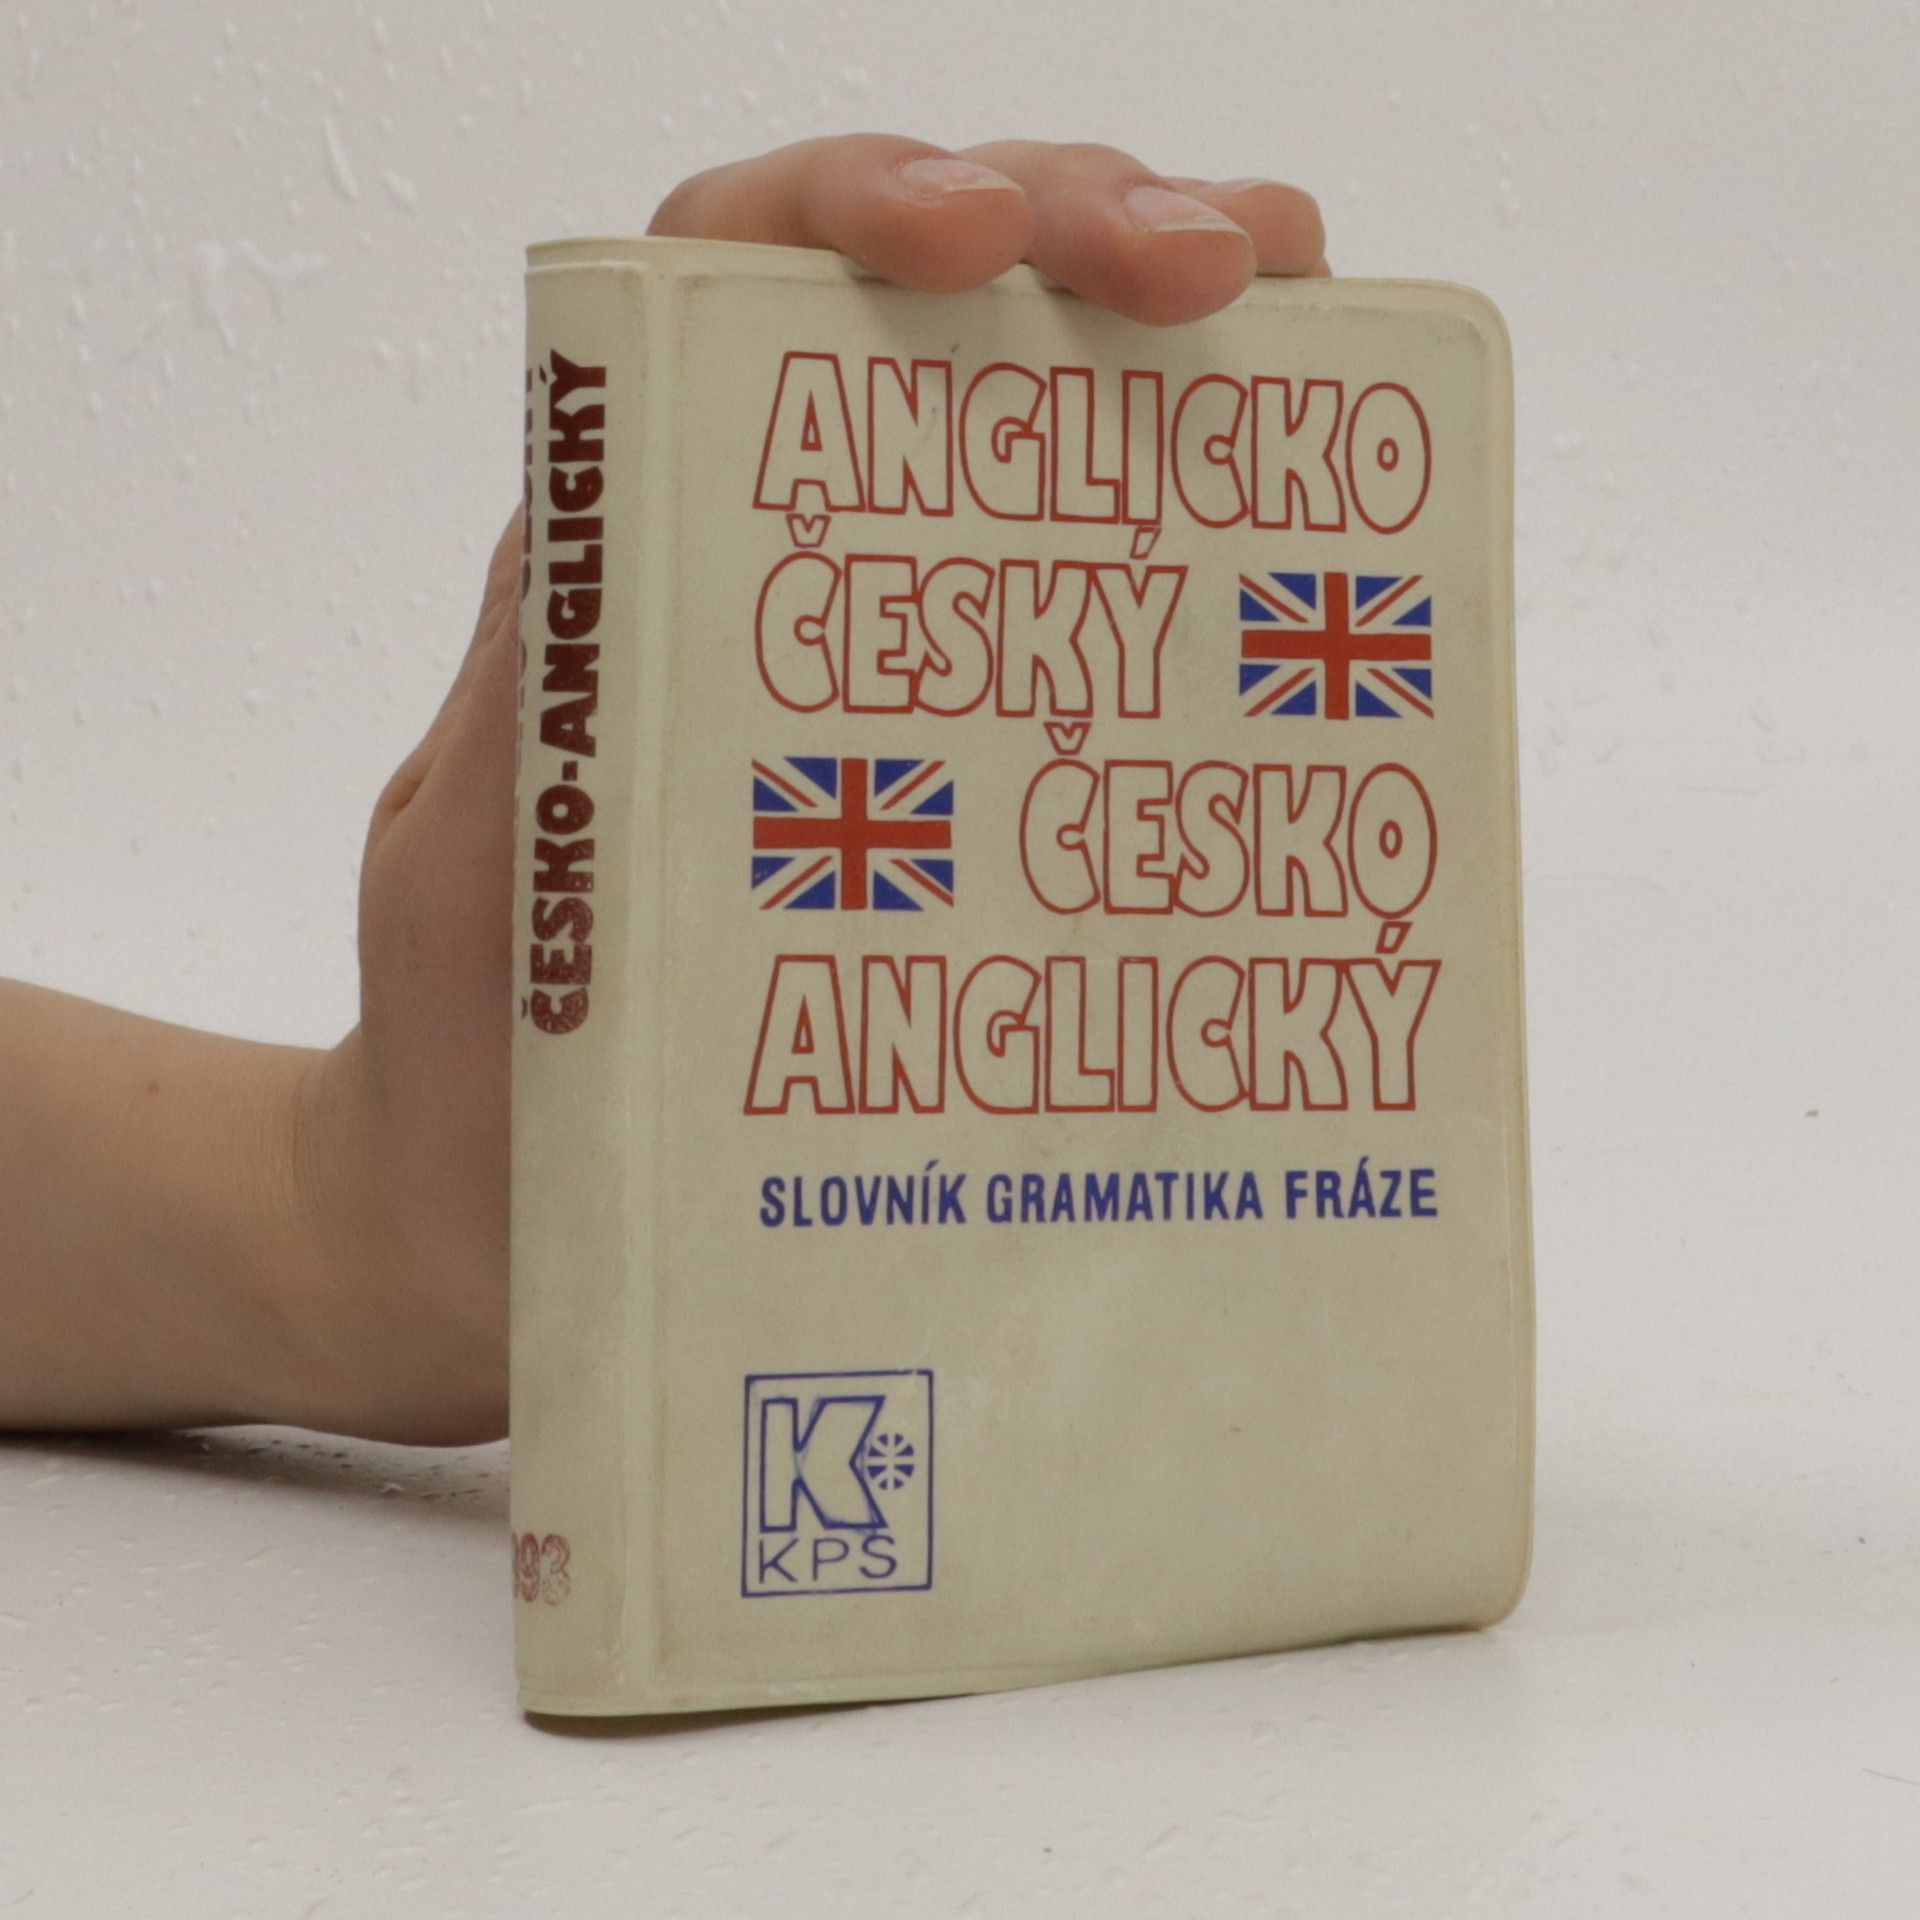 ANGLICKO
ČESKÝ
ČESKO
ANGLICKÝ
SLOVNÍK GRAMATIKA FRÁZE
K
KPS
ČESKO-ANGLICKÝ